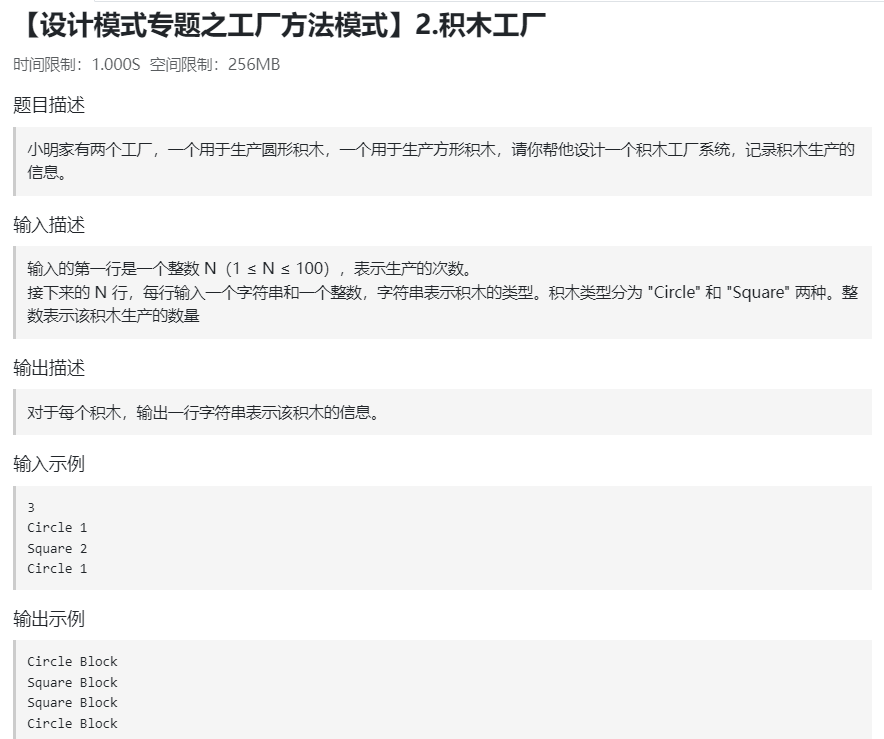 【设计模式专题之工厂方法模式】2.积木工厂
时间限制：1.000S 空间限制：256MB
题目描述
小明家有两个工厂，一个用于生产圆形积木，一个用于生产方形积木，请你帮他设计一个积木工厂系统，记录积木生产的
信息。
输入描述
输入的第一行是一个整数 N（1 ≤ N ≤ 100），表示生产的次数。
接下来的 N 行，每行输入一个字符串和一个整数，字符串表示积木的类型。积木类型分为 "Circle" 和 "Square" 两种。整
数表示该积木生产的数量
输出描述
对于每个积木，输出一行字符串表示该积木的信息。
输入示例
3
Circle 1
Square 2
Circle 1
输出示例
Circle Block
Square Block
Square Block
Circle Block